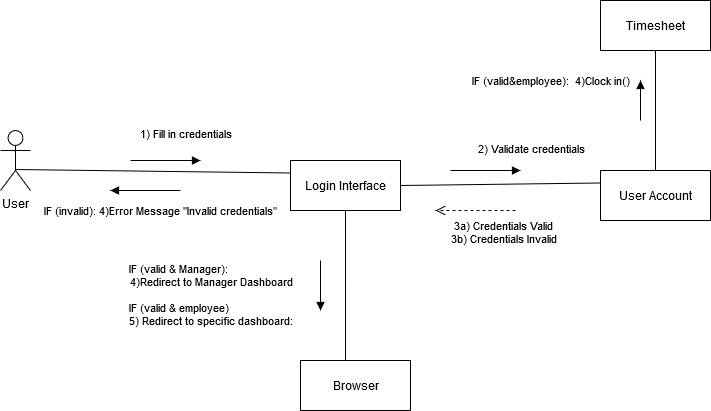 Timesheet
IF (valid&employee): 4)Clock in()
1) Fill in credentials
2) Validate credentials
Login Interface
User Account
User
IF (invalid): 4)Error Message "Invalid credentials"
3a) Credentials Valid
3b) Credentials Invalid
IF (valid & Manager):
4)Redirect to Manager Dashboard
IF (valid & employee)
5) Redirect to specific dashboard:
Browser